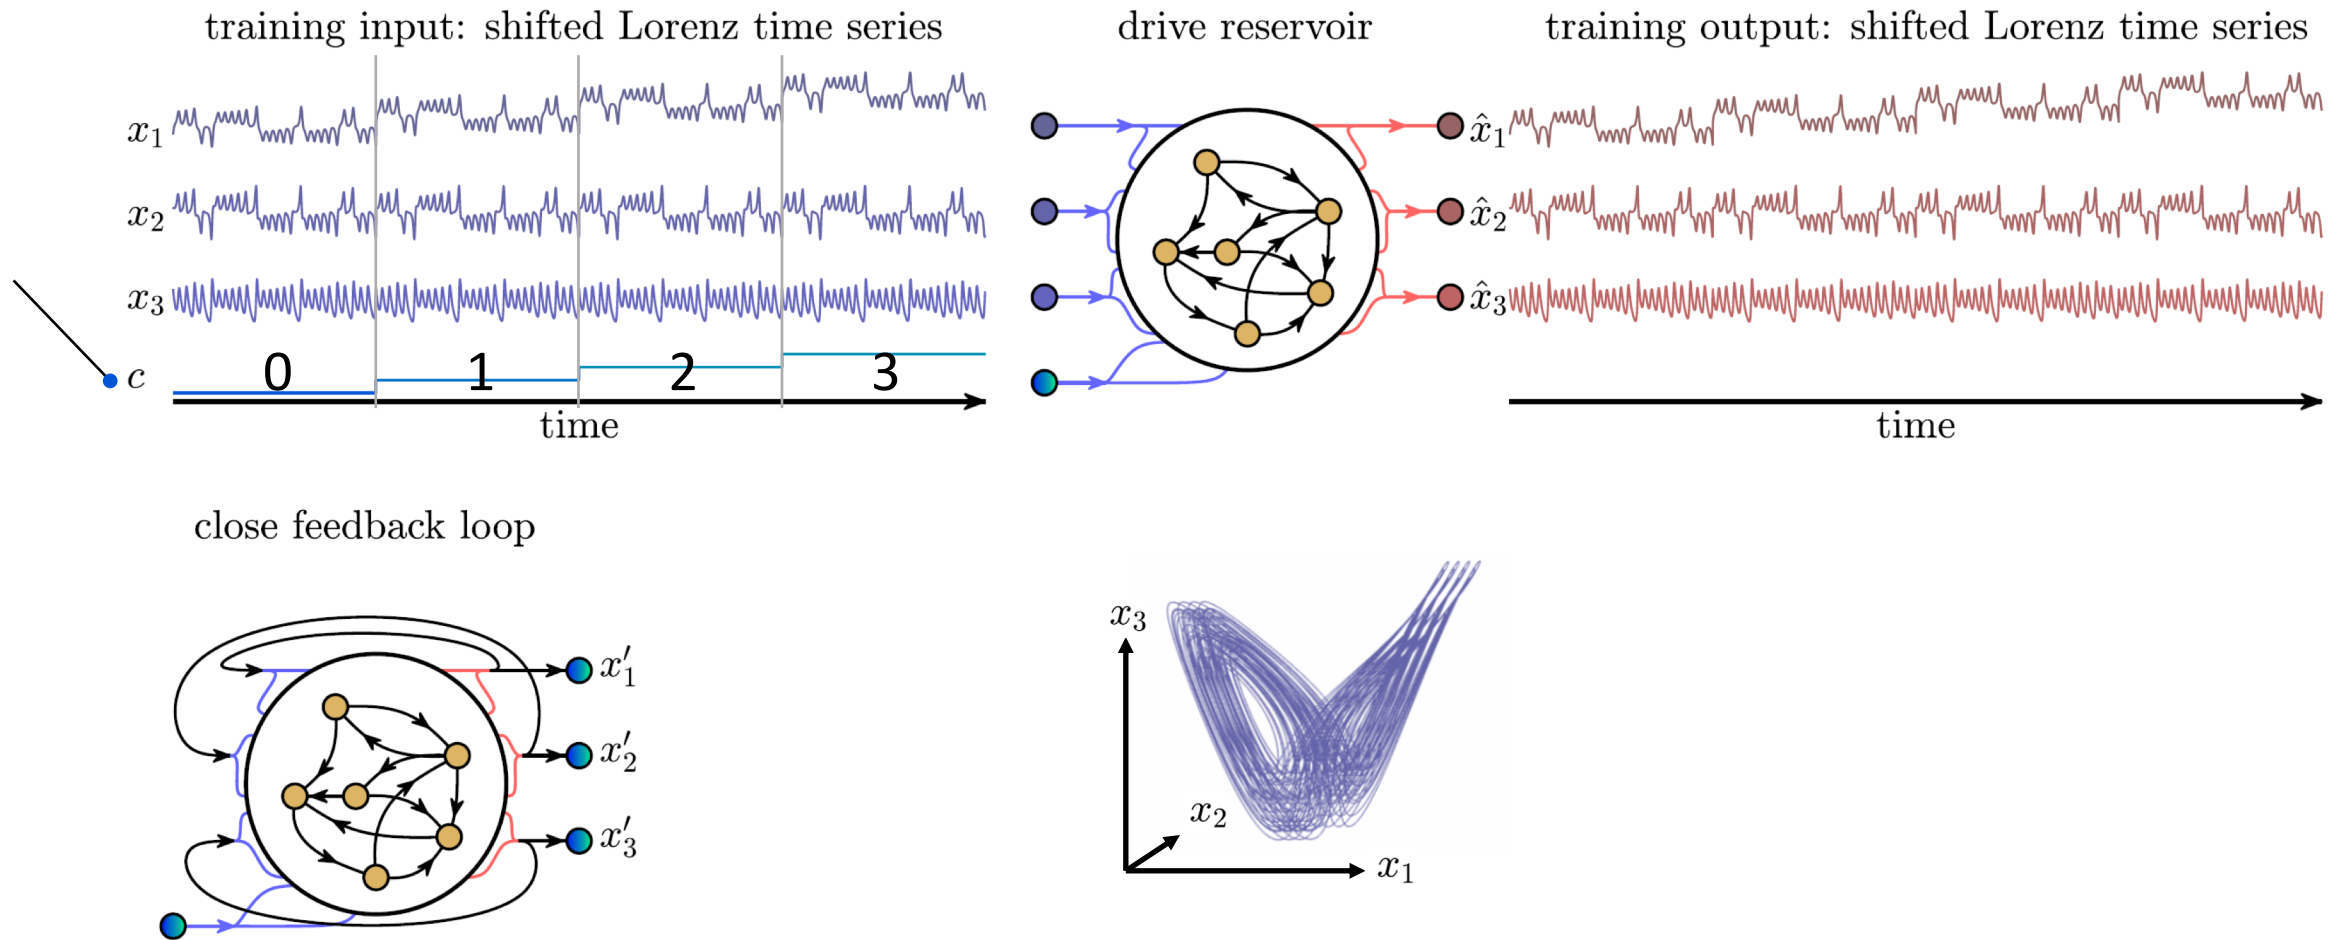 training input: shifted Lorenz time series
drive reservoir
training output: shifted Lorenz time series
x₁
x₂
x₃
c
0
1
2
3
time
x̂₁
x̂₂
x̂₃
time
close feedback loop
x′₁
x′₂
x′₃
x₃
x₂
x₁